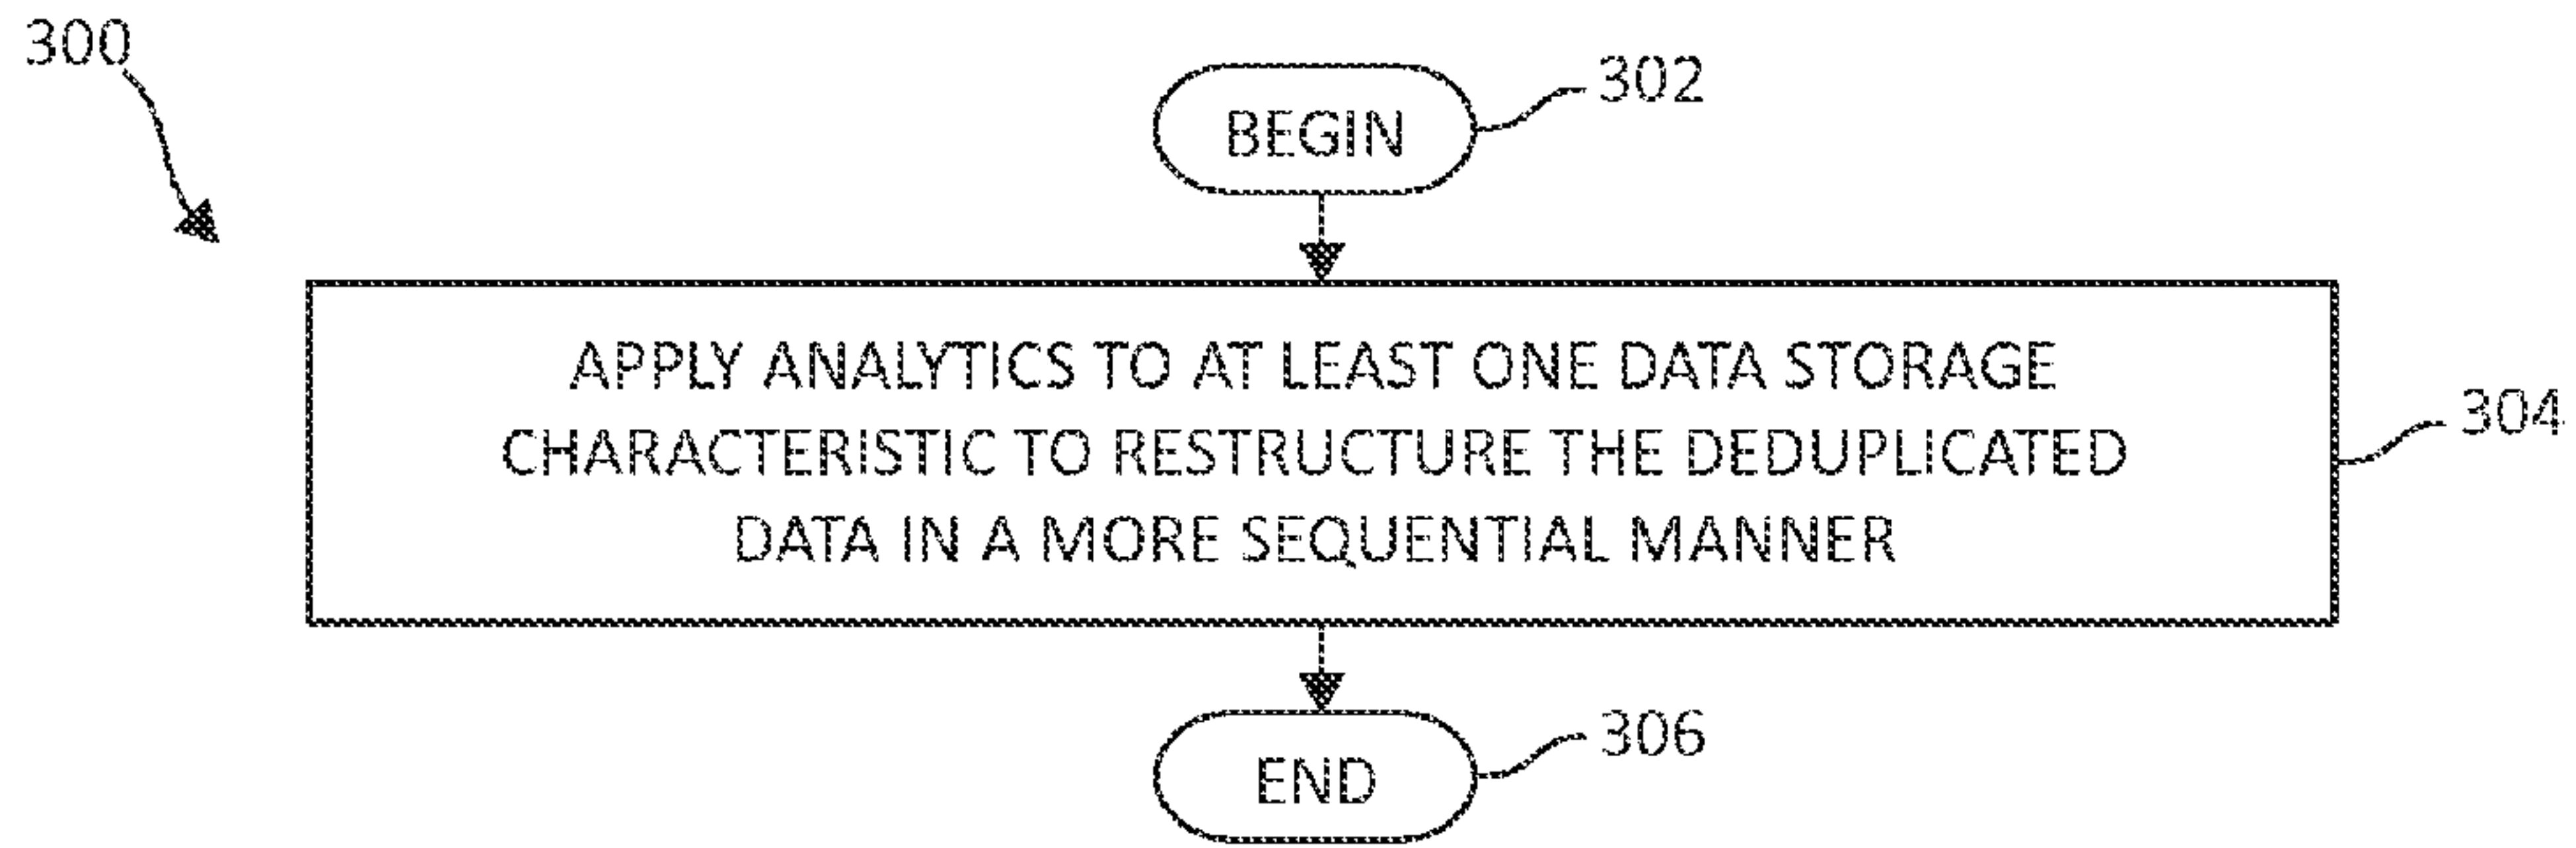 300
BEGIN
302
APPLY ANALYTICS TO AT LEAST ONE DATA STORAGE
CHARACTERISTIC TO RESTRUCTURE THE DEDUPLICATED
DATA IN A MORE SEQUENTIAL MANNER
304
END
306